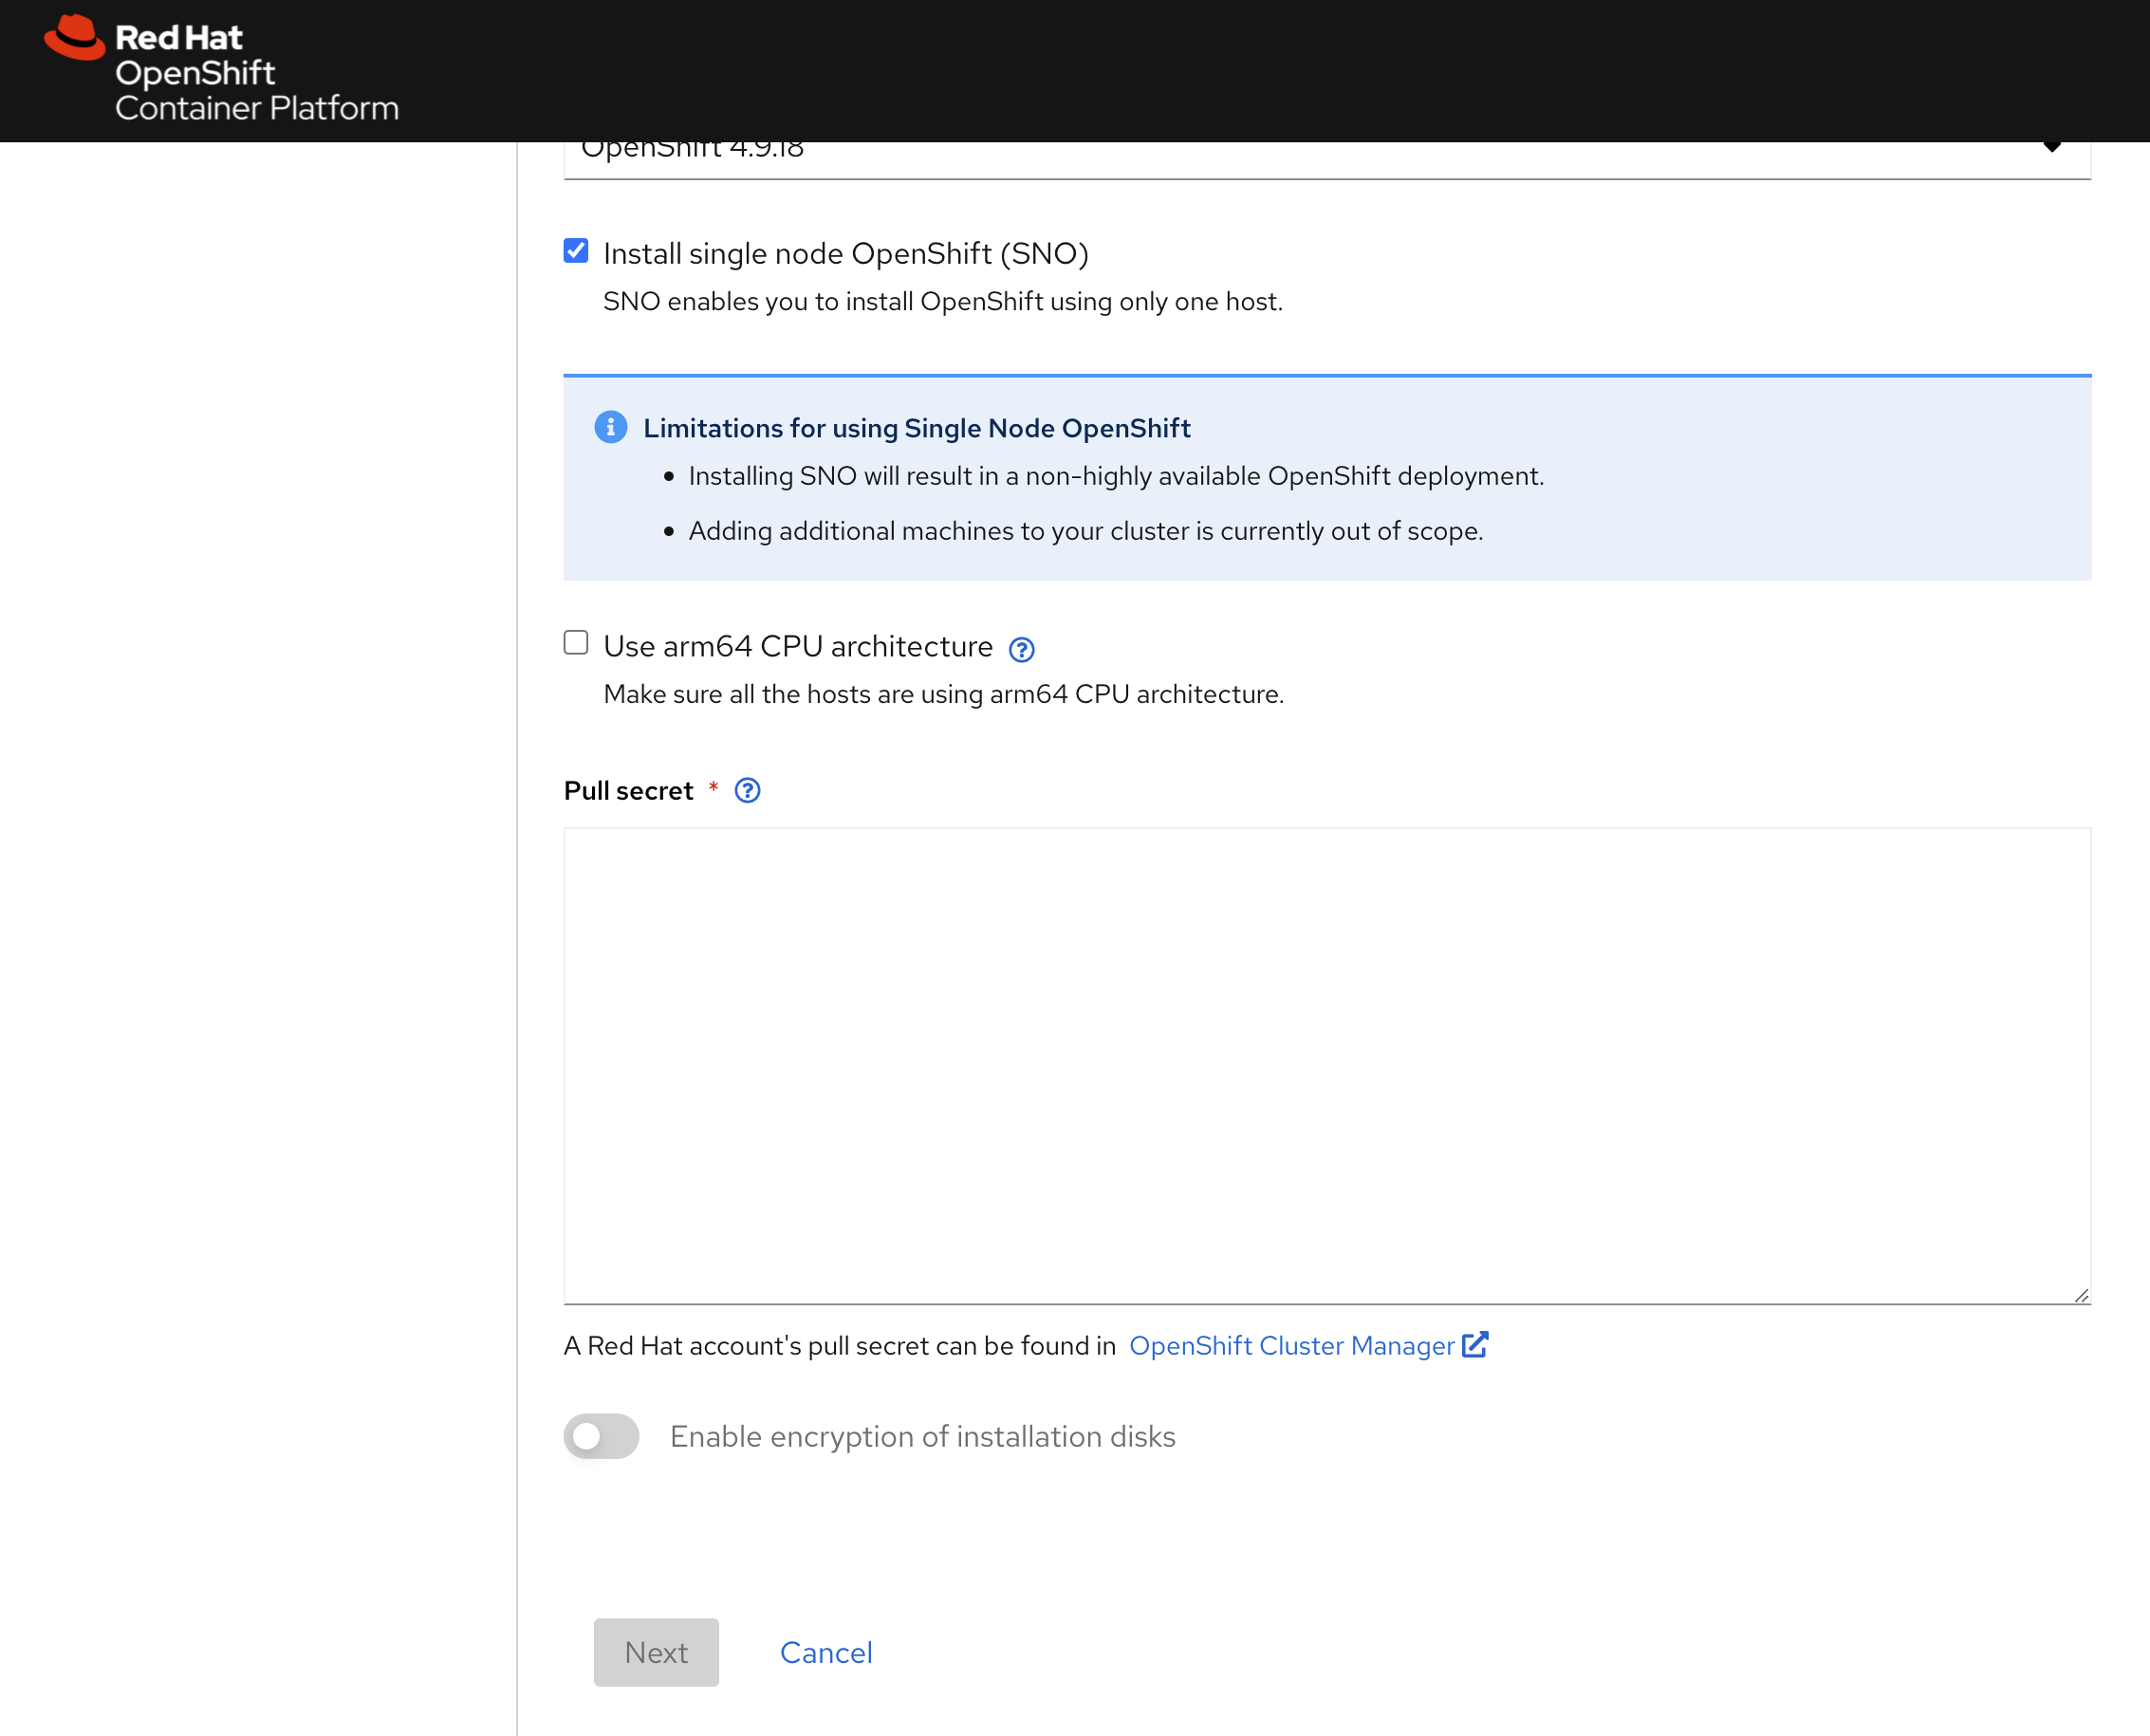 Red Hat
OpenShift
Container Platform
OpenShift 4.9.18
Install single node OpenShift (SNO)
SNO enables you to install OpenShift using only one host.
Limitations for using Single Node OpenShift
• Installing SNO will result in a non-highly available OpenShift deployment.
• Adding additional machines to your cluster is currently out of scope.
Use arm64 CPU architecture
Make sure all the hosts are using arm64 CPU architecture.
Pull secret *
A Red Hat account's pull secret can be found in OpenShift Cluster Manager
Enable encryption of installation disks
Next Cancel